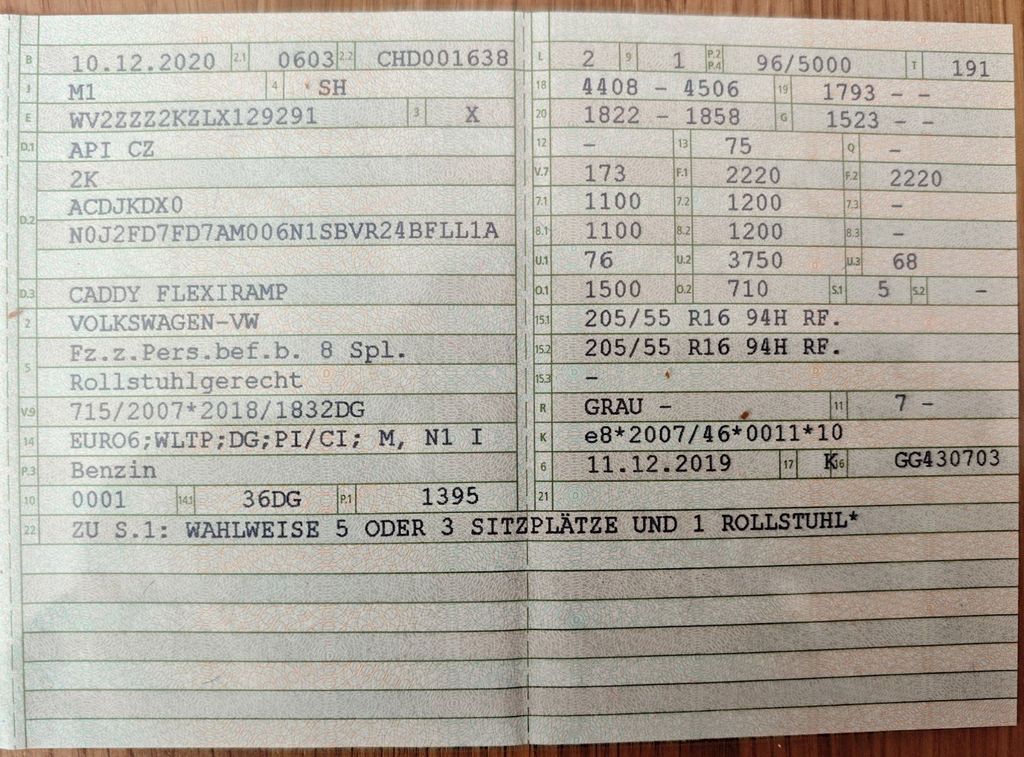 B 10.12.2020 2.1 0603 2.2 CHD001638
J M1 4 SH
E WV2ZZZ2KZLX129291 3 X
D.1 API CZ
2K
ACDJKDX0
D.2 N0J2FD7FD7AM006N1SBVR24BFLL1A
D.3 CADDY FLEXIRAMP
2 VOLKSWAGEN-VW
5 Fz.z.Pers.bef.b. 8 Spl.
Rollstuhlgerecht
V.9 715/2007*2018/1832DG
14 EURO6;WLTP;DG;PI/CI; M, N1 I
P.3 Benzin
10 0001 14.1 36DG P.1 1395
L 2 9 1 P.2 P.4 96/5000 T 191
18 4408 - 4506 19 1793 - -
20 1822 - 1858 G 1523 - -
12 - 13 75 Q -
V.7 173 F.1 2220 F.2 2220
7.1 1100 7.2 1200 7.3 -
8.1 1100 8.2 1200 8.3 -
U.1 76 U.2 3750 U.3 68
O.1 1500 O.2 710 S.1 5 S.2 -
15.1 205/55 R16 94H RF.
15.2 205/55 R16 94H RF.
15.3 -
R GRAU - 11 7 -
K e8*2007/46*0011*10
6 11.12.2019 17 K 16 GG430703
21
22 ZU S.1: WAHLWEISE 5 ODER 3 SITZPLÄTZE UND 1 ROLLSTUHL*